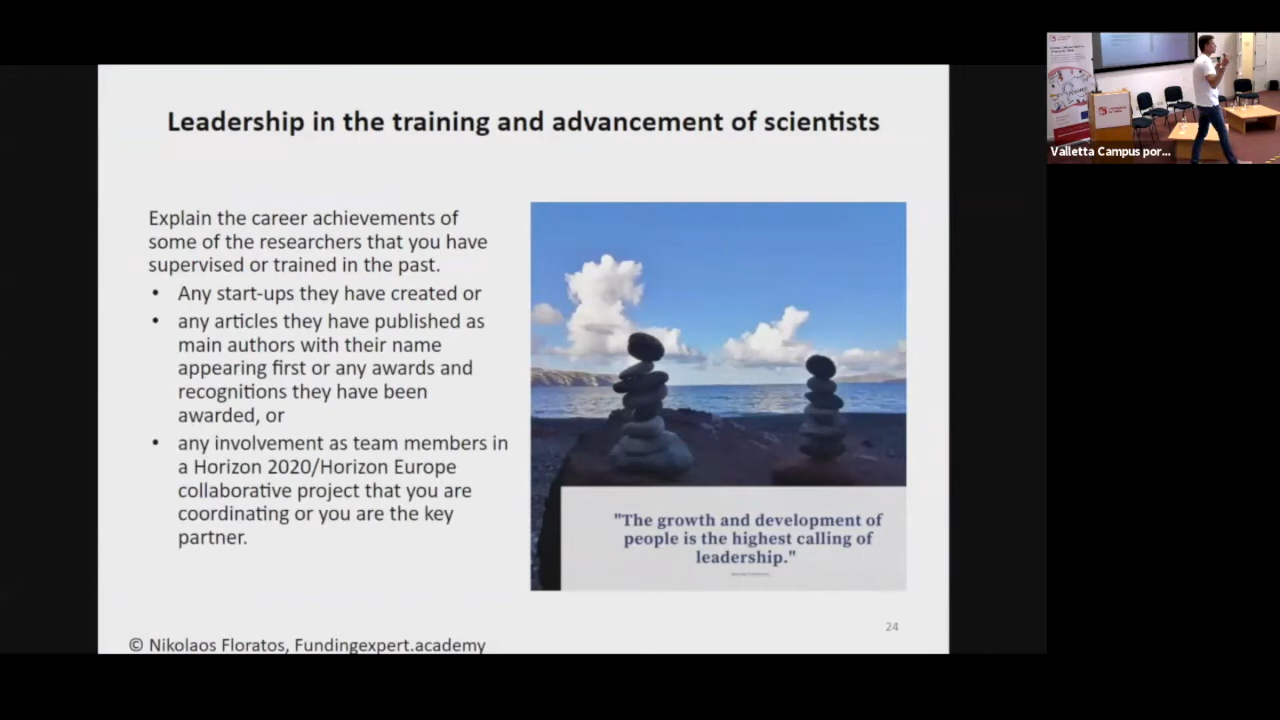 Leadership in the training and advancement of scientists
Explain the career achievements of
some of the researchers that you have
supervised or trained in the past.
• Any start-ups they have created or
• any articles they have published as
main authors with their name
appearing first or any awards and
recognitions they have been
awarded, or
• any involvement as team members in
a Horizon 2020/Horizon Europe
collaborative project that you are
coordinating or you are the key
partner.
"The growth and development of
people is the highest calling of
leadership."
24
© Nikolaos Floratos, Fundingexpert.academy
Valletta Campus por...